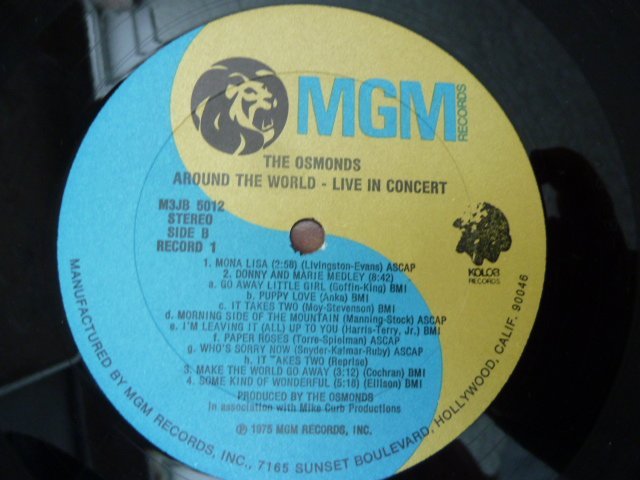 MGM RECORDS
THE OSMONDS
AROUND THE WORLD - LIVE IN CONCERT
M3JB 5012
STEREO
SIDE B
RECORD 1
KOLOB
RECORDS
1. MONA LISA (2:58) (Livingston-Evans) ASCAP
2. DONNY AND MARIE MEDLEY (8:42)
a. GO AWAY LITTLE GIRL (Goffin-King) BMI
b. PUPPY LOVE (Anka) BMI
c. IT TAKES TWO (Moy-Stevenson) BMI
d. MORNING SIDE OF THE MOUNTAIN (Manning-Stock) ASCAP
e. I'M LEAVING IT (ALL) UP TO YOU (Harris-Terry, Jr.) BMI
f. PAPER ROSES (Torre-Spielman) ASCAP
g. WHO'S SORRY NOW (Snyder-Kalmar-Ruby) ASCAP
h. IT TAKES TWO (Reprise)
3. MAKE THE WORLD GO AWAY (3:12) (Cochran) BMI
4. SOME KIND OF WONDERFUL (5:18) (Ellison) BMI
PRODUCED BY THE OSMONDS
In association with Mike Curb Productions
℗ 1975 MGM RECORDS, INC.
MANUFACTURED BY MGM RECORDS, INC., 7165 SUNSET BOULEVARD, HOLLYWOOD, CALIF. 90046